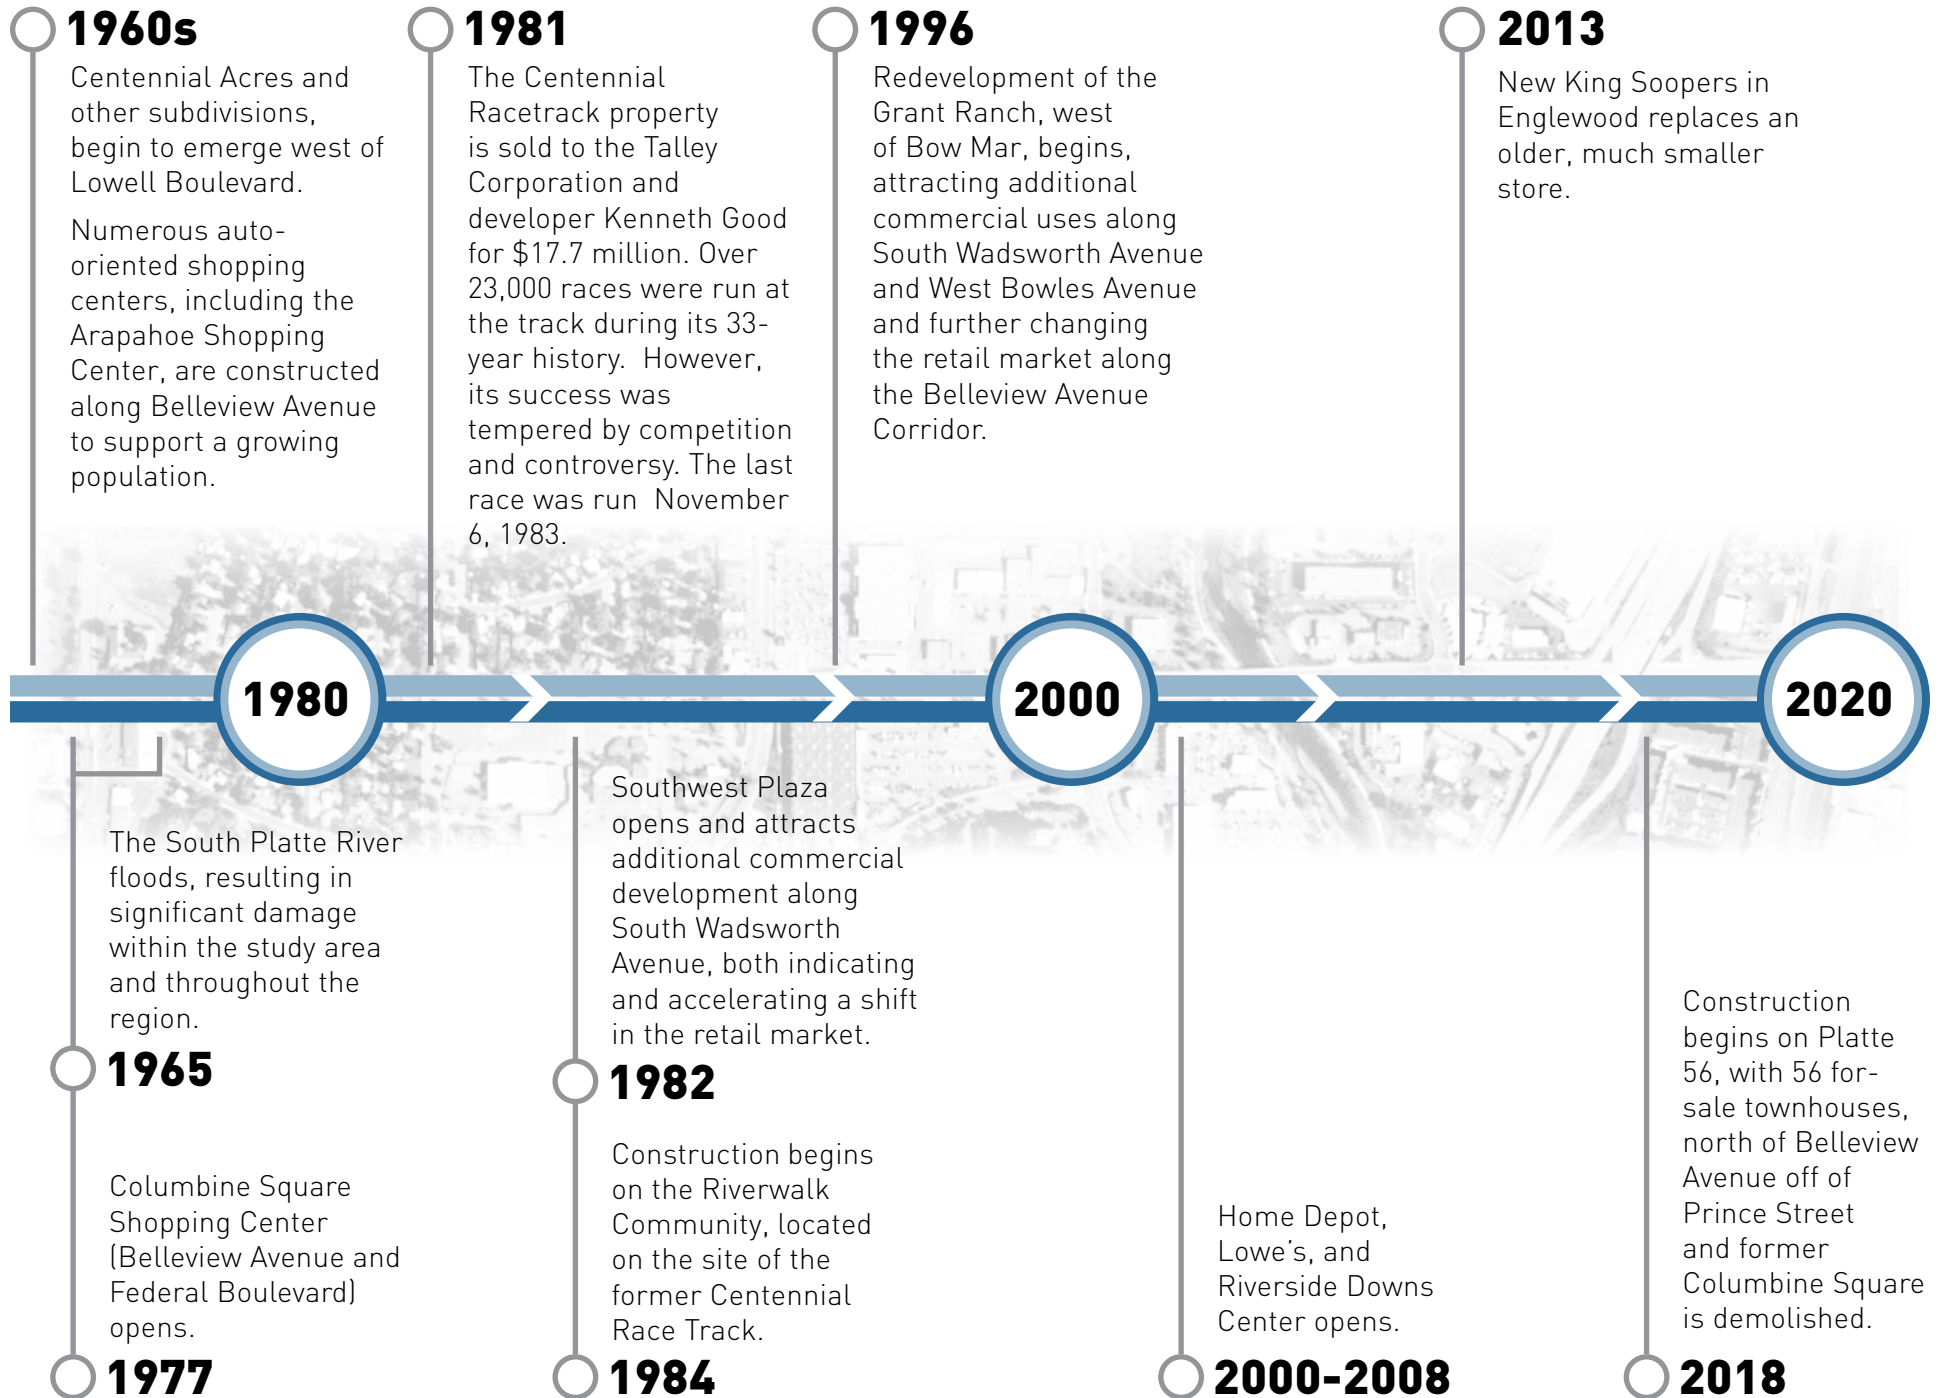 1960s
Centennial Acres and
other subdivisions,
begin to emerge west of
Lowell Boulevard.
Numerous auto-
oriented shopping
centers, including the
Arapahoe Shopping
Center, are constructed
along Belleview Avenue
to support a growing
population.
1981
The Centennial
Racetrack property
is sold to the Talley
Corporation and
developer Kenneth Good
for $17.7 million. Over
23,000 races were run at
the track during its 33-
year history.  However,
its success was
tempered by competition
and controversy. The last
race was run  November
6, 1983.
1996
Redevelopment of the
Grant Ranch, west
of Bow Mar, begins,
attracting additional
commercial uses along
South Wadsworth Avenue
and West Bowles Avenue
and further changing
the retail market along
the Belleview Avenue
Corridor.
2013
New King Soopers in
Englewood replaces an
older, much smaller
store.
1980
2000
2020
The South Platte River
floods, resulting in
significant damage
within the study area
and throughout the
region.
1965
Columbine Square
Shopping Center
(Belleview Avenue and
Federal Boulevard)
opens.
1977
Southwest Plaza
opens and attracts
additional commercial
development along
South Wadsworth
Avenue, both indicating
and accelerating a shift
in the retail market.
1982
Construction begins
on the Riverwalk
Community, located
on the site of the
former Centennial
Race Track.
1984
Home Depot,
Lowe's, and
Riverside Downs
Center opens.
2000-2008
Construction
begins on Platte
56, with 56 for-
sale townhouses,
north of Belleview
Avenue off of
Prince Street
and former
Columbine Square
is demolished.
2018